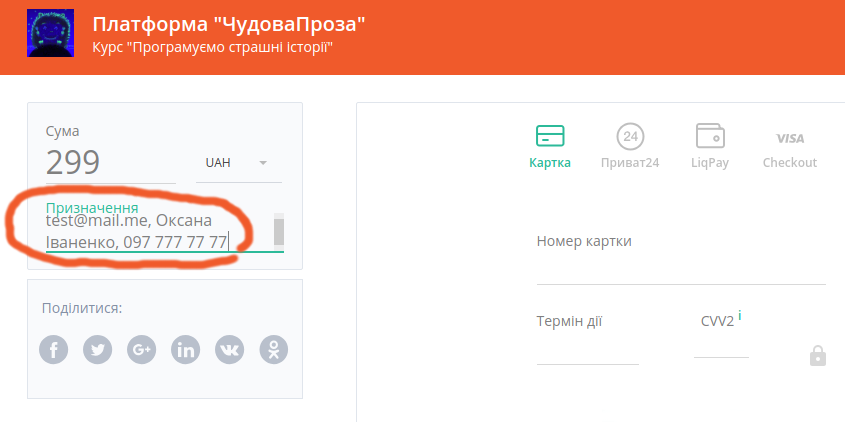 Платформа "ЧудоваПроза"
Курс "Програмуємо страшні історії"
Сума
299
UAH
Призначення
test@mail.me, Оксана
Іваненко, 097 777 77 77
Поділитися:
Картка
24
Приват24
LiqPay
VISA
Checkout
Номер картки
Термін дії
CVV2 i